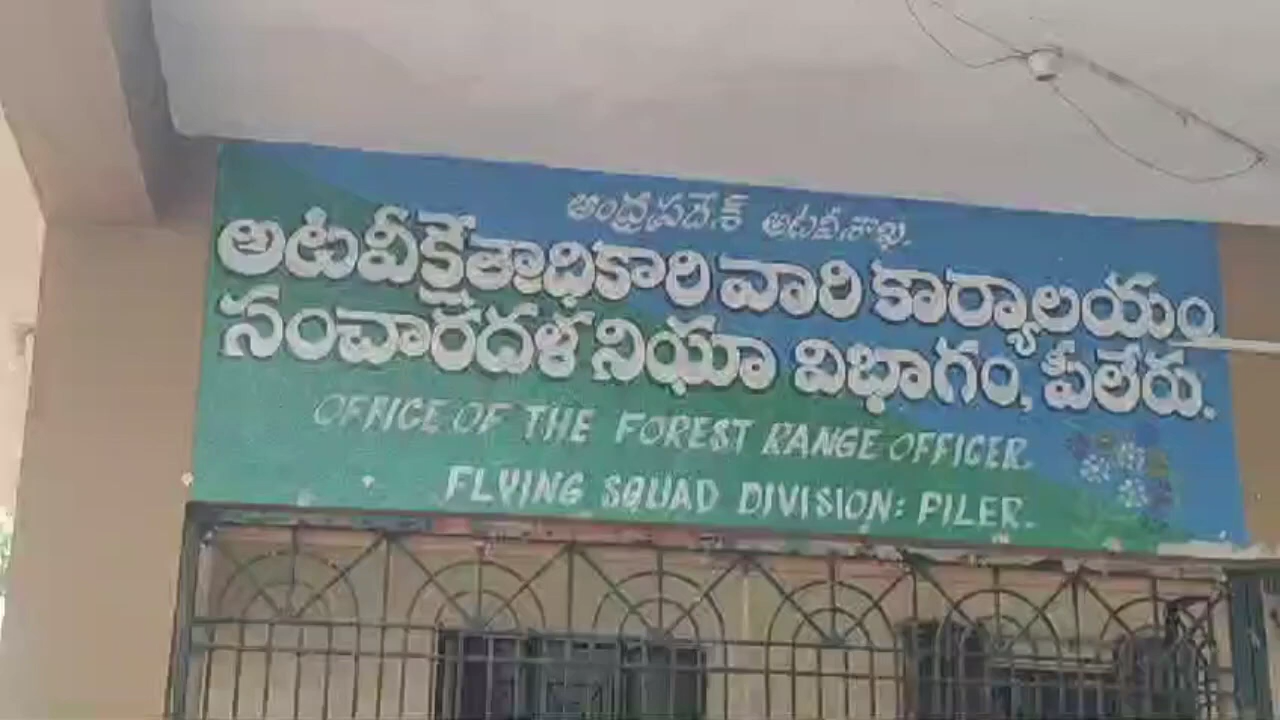 ఆంధ్రప్రదేశ్ అటవీశాఖ.
అటవీక్షేత్రాధికారి వారి కార్యాలయం
సంచారదళ నిఘా విభాగం, పీలేరు.
OFFICE OF THE FOREST RANGE OFFICER.
FLYING SQUAD DIVISION: PILER.